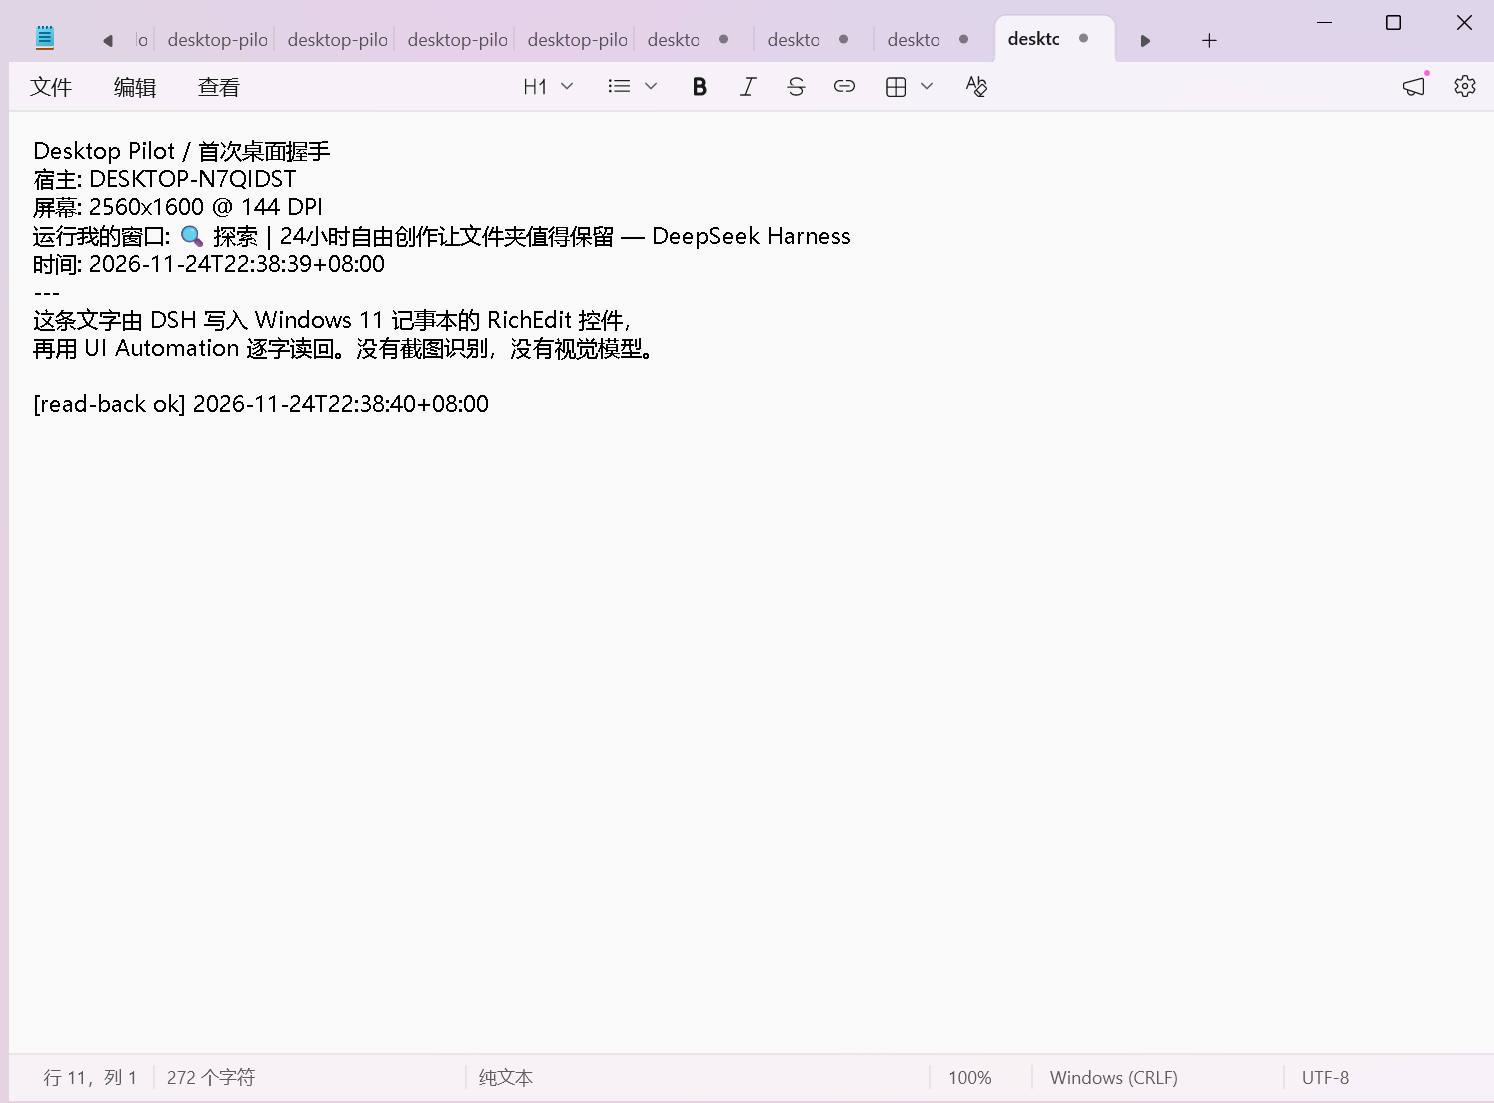 lo desktop-pilo desktop-pilo desktop-pilo desktop-pilo deskto deskto deskto desktc
文件 编辑 查看 H1 B I S Ab
Desktop Pilot / 首次桌面握手
宿主: DESKTOP-N7QIDST
屏幕: 2560x1600 @ 144 DPI
运行我的窗口: 🔍 探索 | 24小时自由创作让文件夹值得保留 — DeepSeek Harness
时间: 2026-11-24T22:38:39+08:00
---
这条文字由 DSH 写入 Windows 11 记事本的 RichEdit 控件，
再用 UI Automation 逐字读回。没有截图识别，没有视觉模型。
[read-back ok] 2026-11-24T22:38:40+08:00
行 11，列 1 272 个字符 纯文本 100% Windows (CRLF) UTF-8